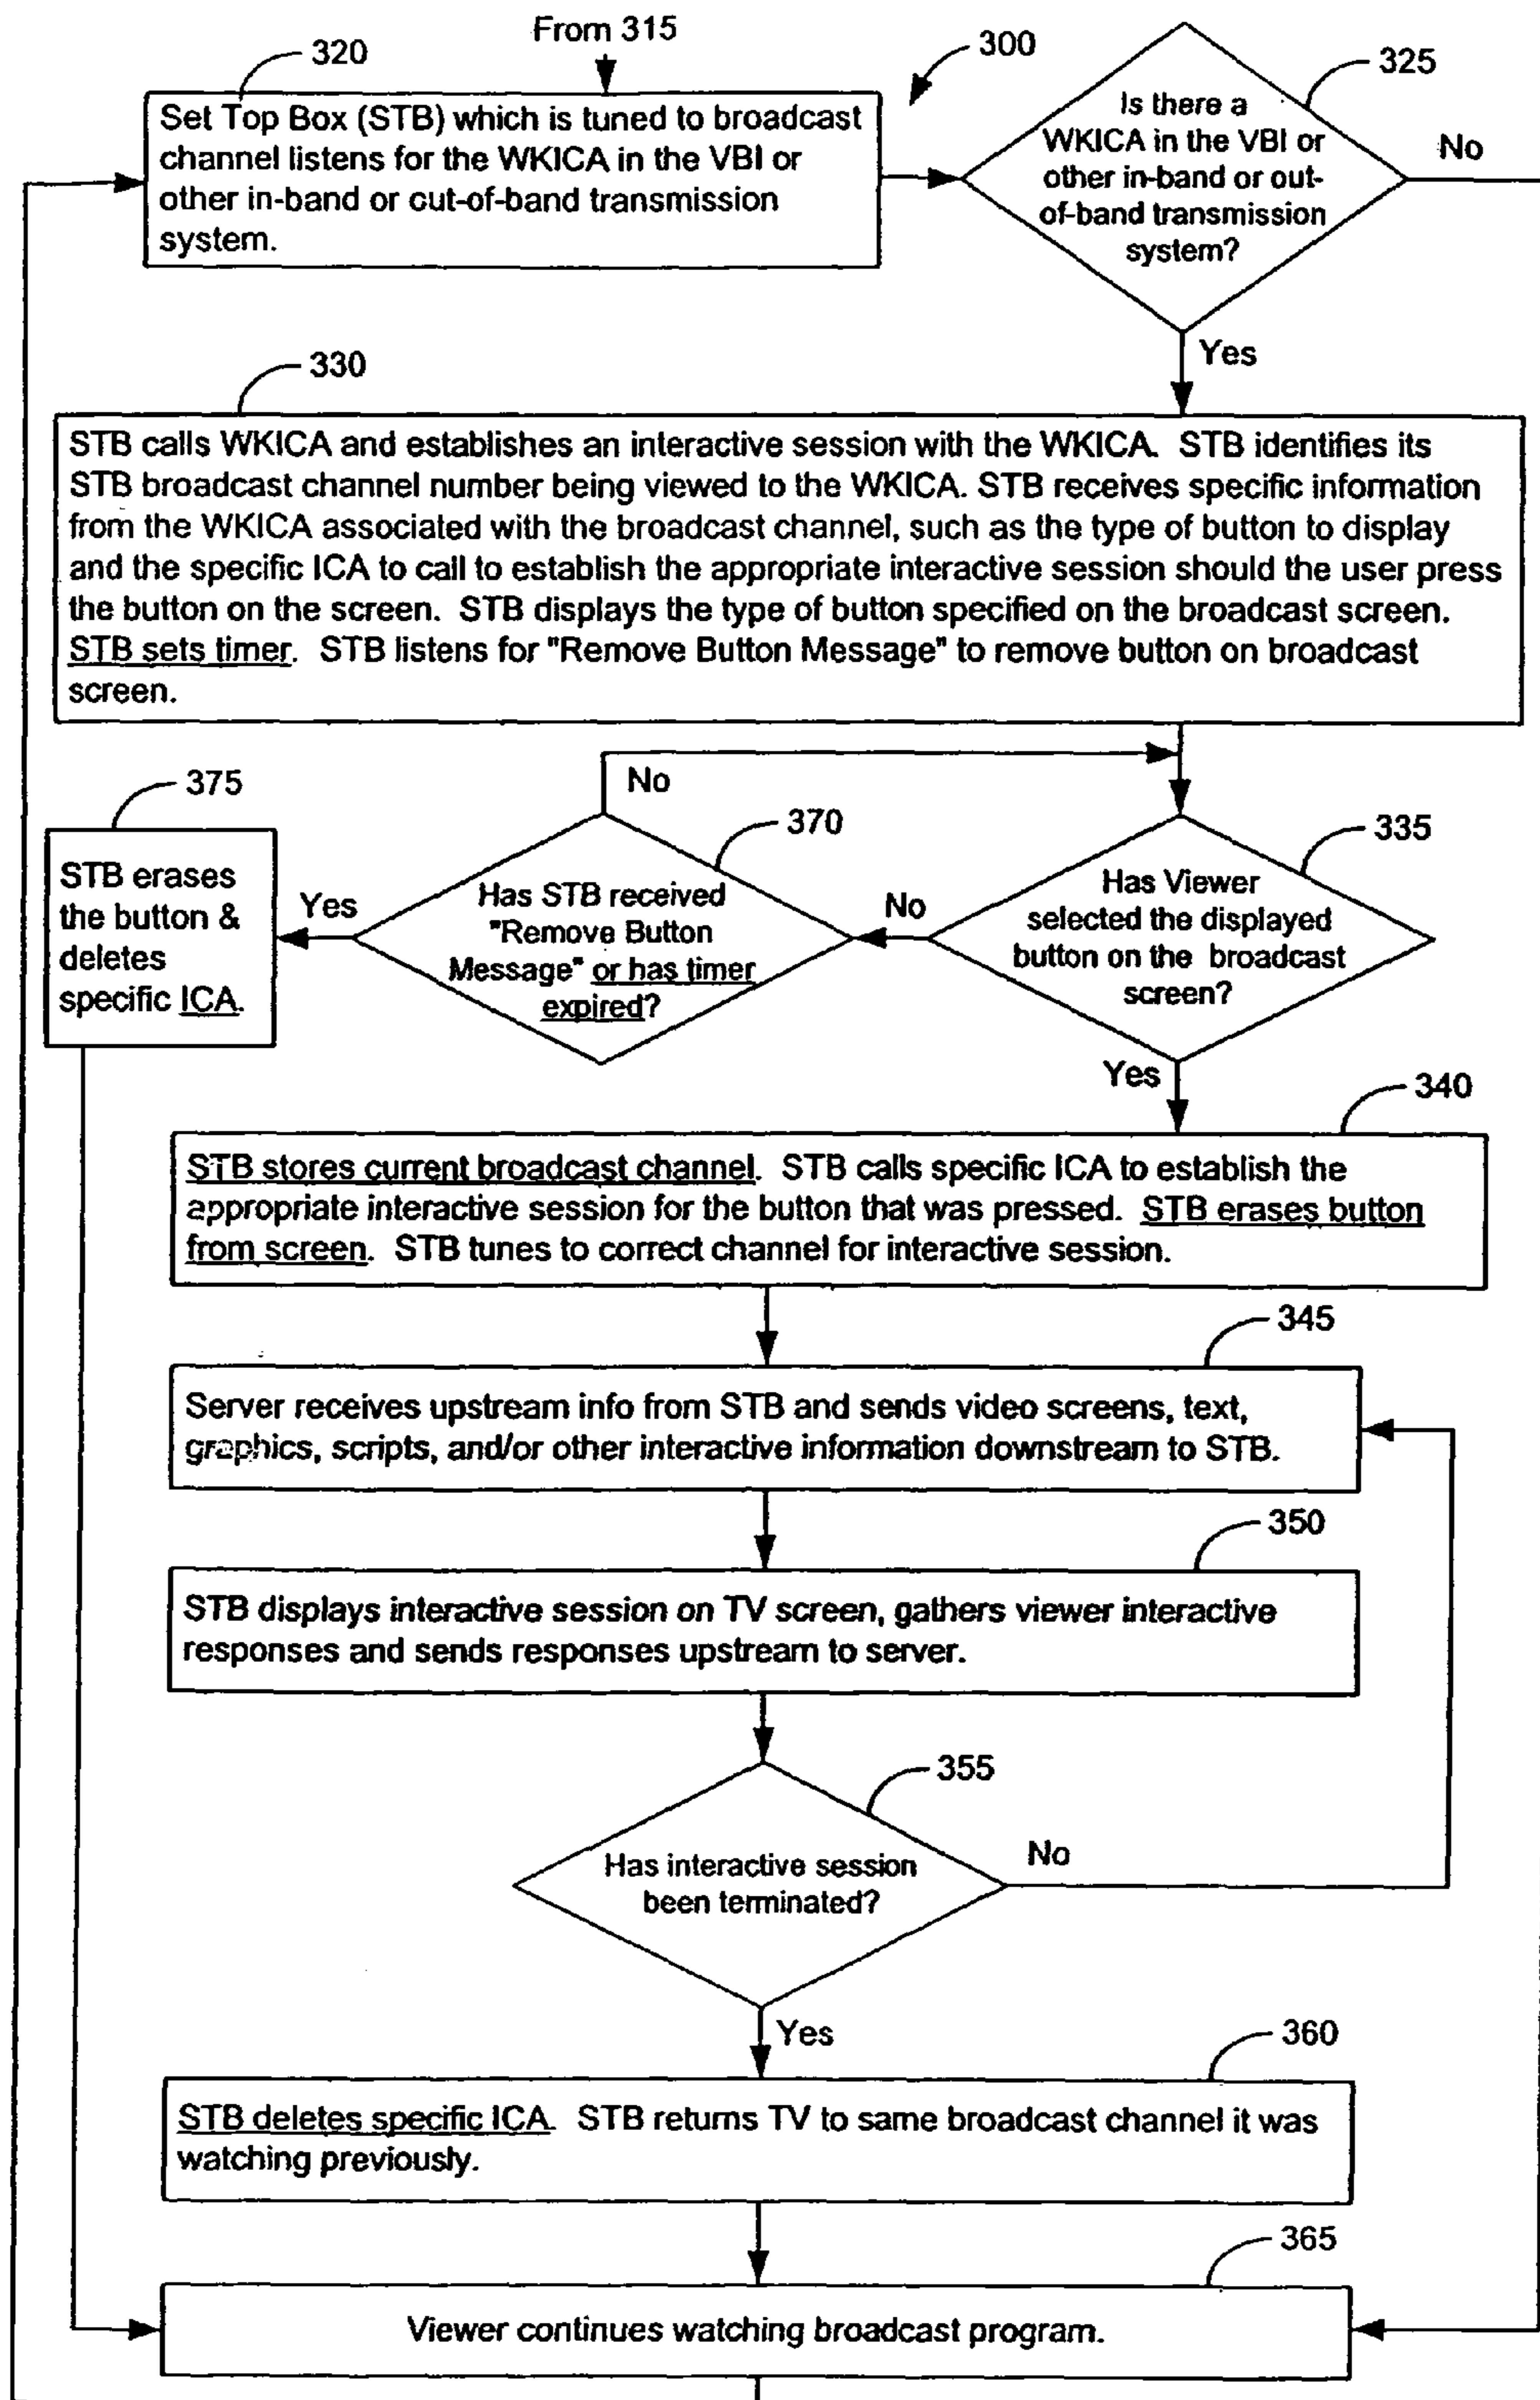 From 315
320
300
325
Set Top Box (STB) which is tuned to broadcast
channel listens for the WKICA in the VBI or
other in-band or out-of-band transmission
system.
Is there a
WKICA in the VBI or
other in-band or out-
of-band transmission
system?
No
Yes
330
STB calls WKICA and establishes an interactive session with the WKICA. STB identifies its
STB broadcast channel number being viewed to the WKICA. STB receives specific information
from the WKICA associated with the broadcast channel, such as the type of button to display
and the specific ICA to call to establish the appropriate interactive session should the user press
the button on the screen. STB displays the type of button specified on the broadcast screen.
STB sets timer. STB listens for "Remove Button Message" to remove button on broadcast
screen.
No
375
370
335
STB erases
the button &
deletes
specific ICA.
Yes
Has STB received
"Remove Button
Message" or has timer
expired?
No
Has Viewer
selected the displayed
button on the broadcast
screen?
Yes
340
STB stores current broadcast channel. STB calls specific ICA to establish the
appropriate interactive session for the button that was pressed. STB erases button
from screen. STB tunes to correct channel for interactive session.
345
Server receives upstream info from STB and sends video screens, text,
graphics, scripts, and/or other interactive information downstream to STB.
350
STB displays interactive session on TV screen, gathers viewer interactive
responses and sends responses upstream to server.
355
Has interactive session
been terminated?
No
Yes
360
STB deletes specific ICA. STB returns TV to same broadcast channel it was
watching previously.
365
Viewer continues watching broadcast program.